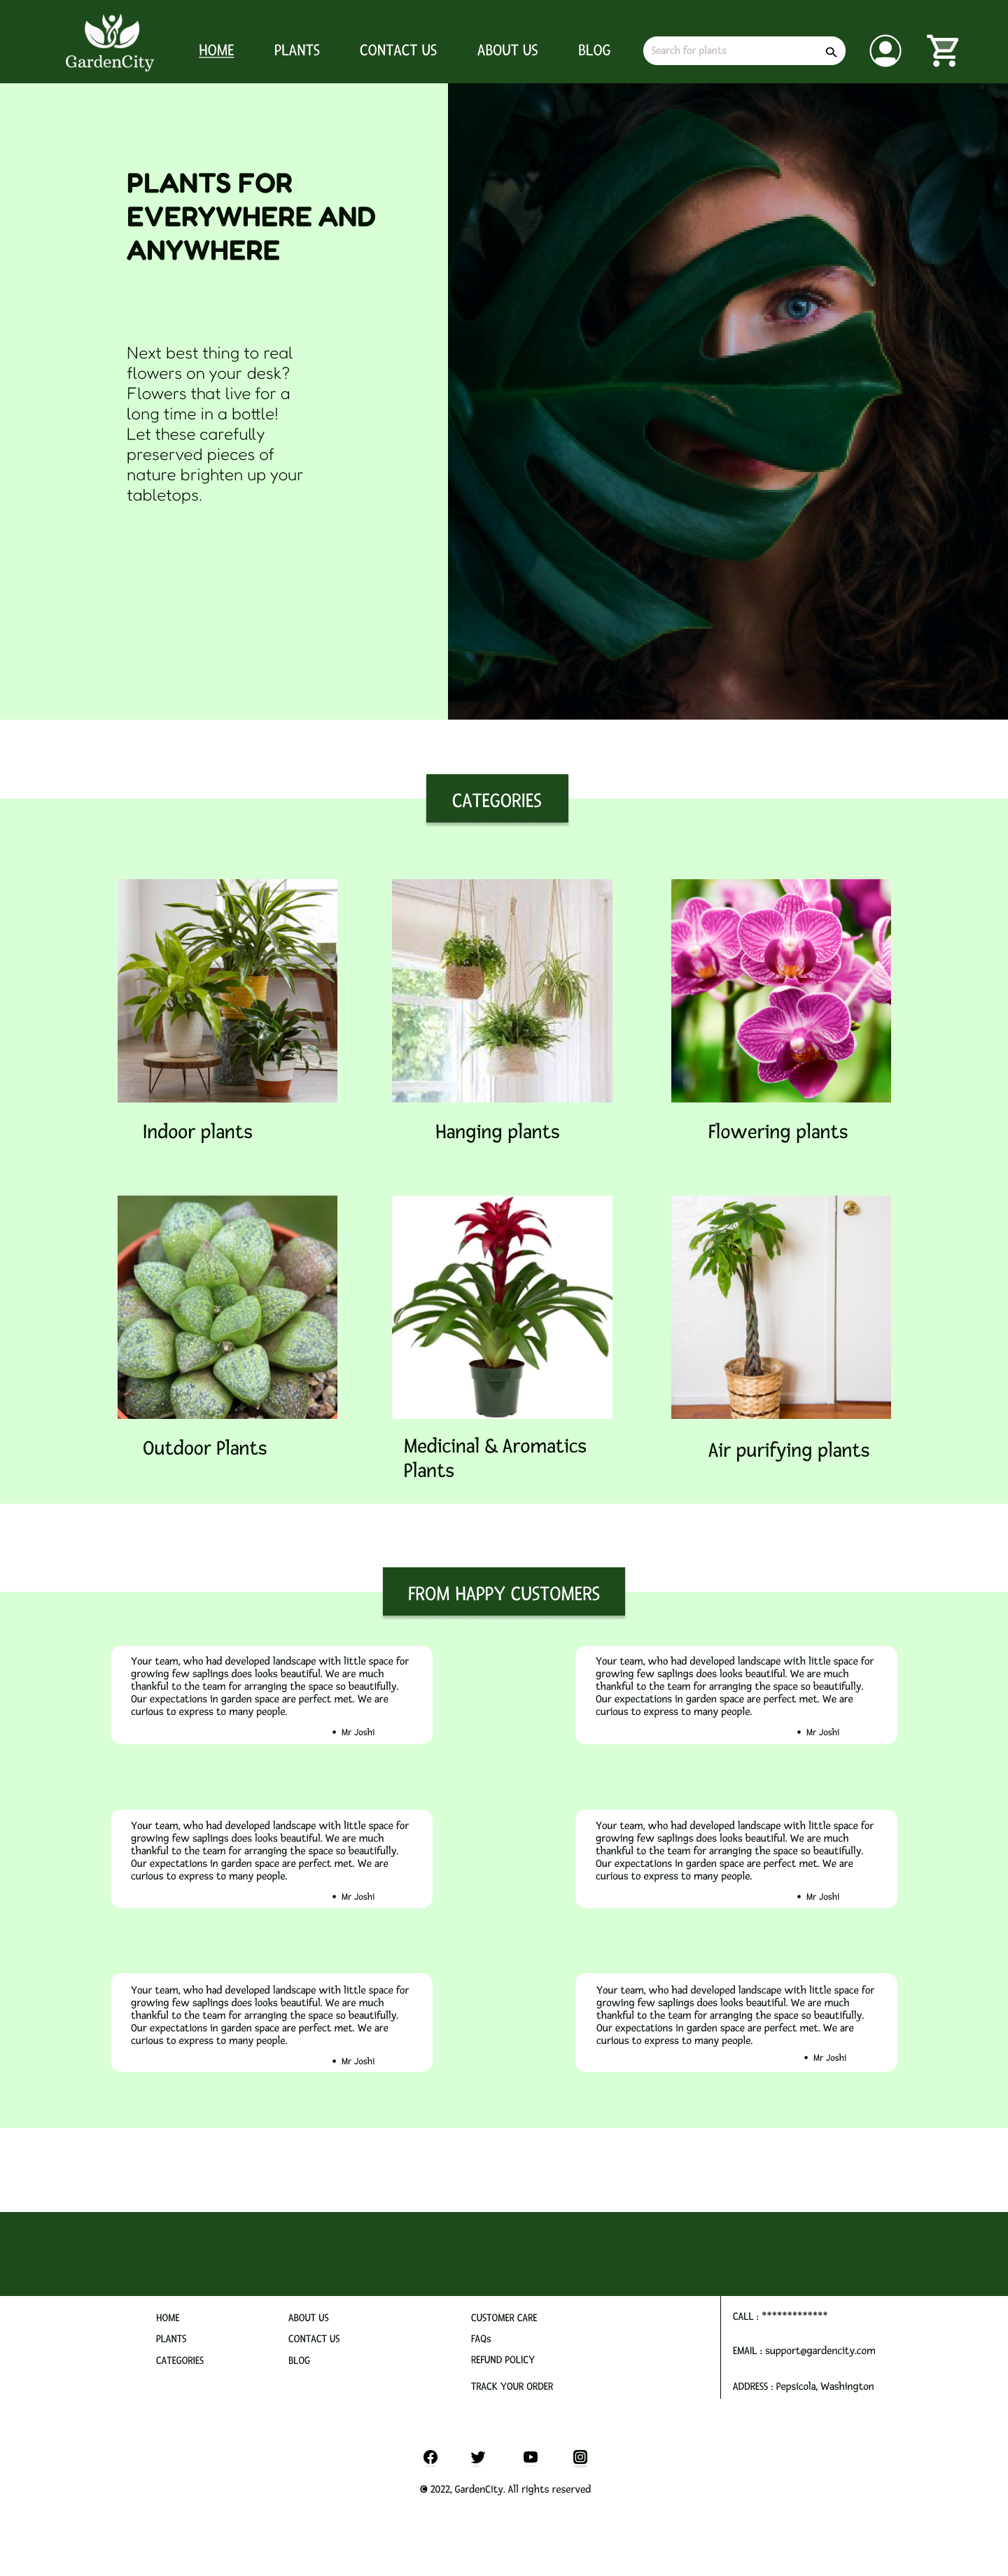 GardenCity
HOME
PLANTS
CONTACT US
ABOUT US
BLOG
Search for plants
PLANTS FOR
EVERYWHERE AND
ANYWHERE
Next best thing to real
flowers on your desk?
Flowers that live for a
long time in a bottle!
Let these carefully
preserved pieces of
nature brighten up your
tabletops.
CATEGORIES
Indoor plants
Hanging plants
Flowering plants
Outdoor Plants
Medicinal & Aromatics
Plants
Air purifying plants
FROM HAPPY CUSTOMERS
Your team, who had developed landscape with little space for
growing few saplings does looks beautiful. We are much
thankful to the team for arranging the space so beautifully.
Our expectations in garden space are perfect met. We are
curious to express to many people.
• Mr Joshi
Your team, who had developed landscape with little space for
growing few saplings does looks beautiful. We are much
thankful to the team for arranging the space so beautifully.
Our expectations in garden space are perfect met. We are
curious to express to many people.
• Mr Joshi
Your team, who had developed landscape with little space for
growing few saplings does looks beautiful. We are much
thankful to the team for arranging the space so beautifully.
Our expectations in garden space are perfect met. We are
curious to express to many people.
• Mr Joshi
Your team, who had developed landscape with little space for
growing few saplings does looks beautiful. We are much
thankful to the team for arranging the space so beautifully.
Our expectations in garden space are perfect met. We are
curious to express to many people.
• Mr Joshi
Your team, who had developed landscape with little space for
growing few saplings does looks beautiful. We are much
thankful to the team for arranging the space so beautifully.
Our expectations in garden space are perfect met. We are
curious to express to many people.
• Mr Joshi
Your team, who had developed landscape with little space for
growing few saplings does looks beautiful. We are much
thankful to the team for arranging the space so beautifully.
Our expectations in garden space are perfect met. We are
curious to express to many people.
• Mr Joshi
HOME
PLANTS
CATEGORIES
ABOUT US
CONTACT US
BLOG
CUSTOMER CARE
FAQs
REFUND POLICY
TRACK YOUR ORDER
CALL : *************
EMAIL : support@gardencity.com
ADDRESS : Pepsicola, Washington
© 2022, GardenCity. All rights reserved